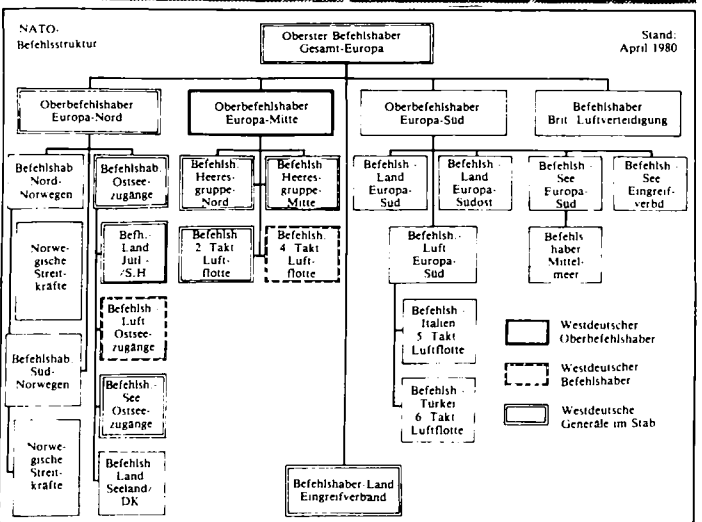 NATO-
Befehlsstruktur
Oberster Befehlshaber
Gesamt-Europa
Stand:
April 1980
Oberbefehlshaber
Europa-Nord
Oberbefehlshaber
Europa-Mitte
Oberbefehlshaber
Europa-Süd
Befehlshaber
Brit. Luftverteidigung
Befehlshab
Nord-
Norwegen
Befehlshab.
Ostsee-
zugänge
Befehlsh
Heeres-
gruppe-
Nord
Befehlsh
Heeres-
gruppe-
Mitte
Befehlsh -
Land
Europa-
Süd
Befehlsh -
Land
Europa-
Südost
Befehlsh -
See
Europa-
Süd
Befehlsh -
See
Eingreif-
verbd
Norwe-
gische
Streit-
kräfte
Befh.-
Land
Jütl -
/S.H
Befehlsh
2 Takt
Luft-
flotte
Befehlsh.
4 Takt
Luft-
flotte
Befehlsh.-
Luft
Europa-
Süd
Befehls
haber
Mittel-
meer
Befehlsh -
Luft
Ostsee-
zugänge
Befehlsh -
Italien
5 Takt
Luftflotte
Westdeutscher
Oberbefehlshaber
Befehlshab.
Süd-
Norwegen
Westdeutscher
Befehlshaber
Befehlsh.-
See
Ostsee-
zugänge
Befehlsh -
Türkei
6 Takt
Luftflotte
Westdeutsche
Generäle im Stab
Norwe-
gische
Streit-
kräfte
Befehlsh
Land
Seeland/
DK
Befehlshaber-Land
Eingreifverband